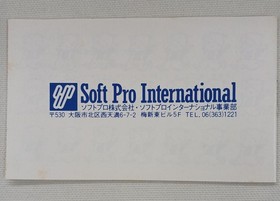 Soft Pro International
ソフトプロ株式会社・ソフトプロインターナショナル事業部
〒530 大阪市北区西天満6-7-2 梅新東ビル5F TEL.06(363)1221